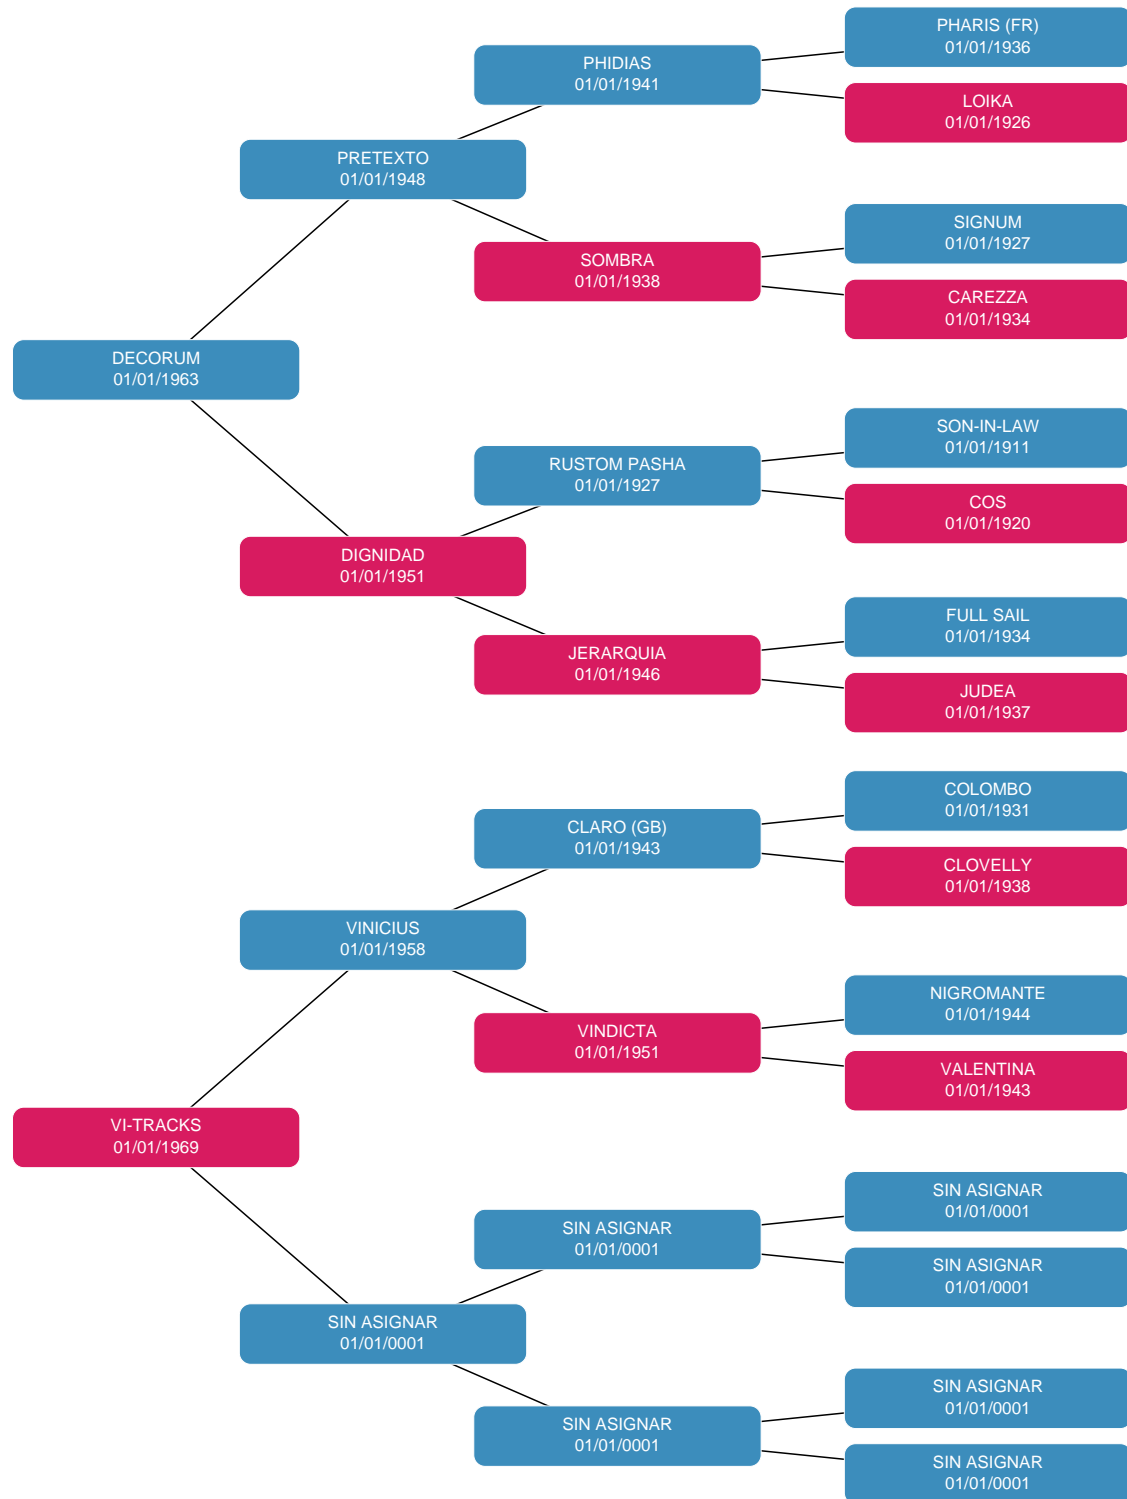 PHARIS (FR)
01/01/1936
PHIDIAS
01/01/1941
LOIKA
01/01/1926
PRETEXTO
01/01/1948
SIGNUM
01/01/1927
SOMBRA
01/01/1938
CAREZZA
01/01/1934
DECORUM
01/01/1963
SON-IN-LAW
01/01/1911
RUSTOM PASHA
01/01/1927
COS
01/01/1920
DIGNIDAD
01/01/1951
FULL SAIL
01/01/1934
JERARQUIA
01/01/1946
JUDEA
01/01/1937
COLOMBO
01/01/1931
CLARO (GB)
01/01/1943
CLOVELLY
01/01/1938
VINICIUS
01/01/1958
NIGROMANTE
01/01/1944
VINDICTA
01/01/1951
VALENTINA
01/01/1943
VI-TRACKS
01/01/1969
SIN ASIGNAR
01/01/0001
SIN ASIGNAR
01/01/0001
SIN ASIGNAR
01/01/0001
SIN ASIGNAR
01/01/0001
SIN ASIGNAR
01/01/0001
SIN ASIGNAR
01/01/0001
SIN ASIGNAR
01/01/0001